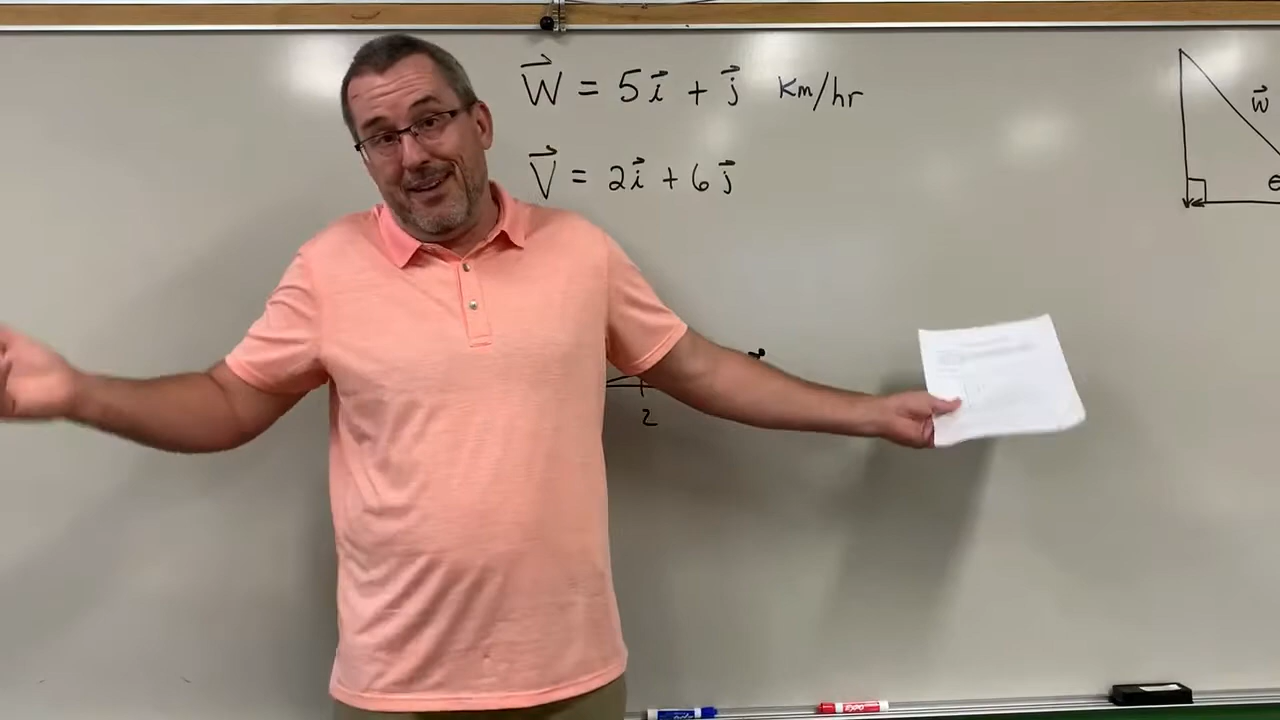 W⃗ = 5i⃗ + j⃗ Km/hr
V⃗ = 2i⃗ + 6j⃗
w⃗
θ
2